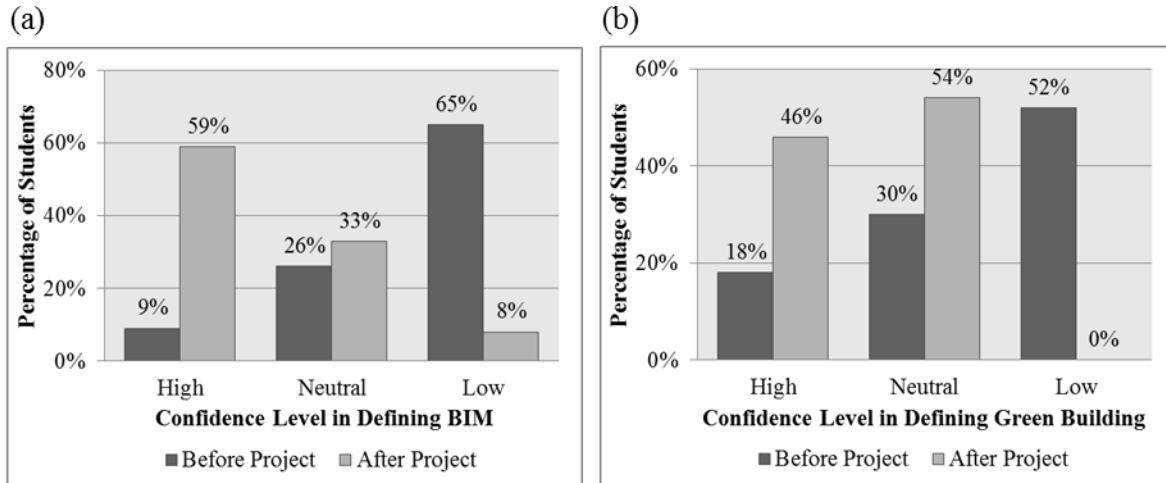 (a)
80%
60%
40%
20%
0%
Percentage of Students
9%
59%
26%
33%
65%
8%
High Neutral Low
Confidence Level in Defining BIM
Before Project After Project
(b)
60%
40%
20%
0%
Percentage of Students
18%
46%
30%
54%
52%
0%
High Neutral Low
Confidence Level in Defining Green Building
Before Project After Project